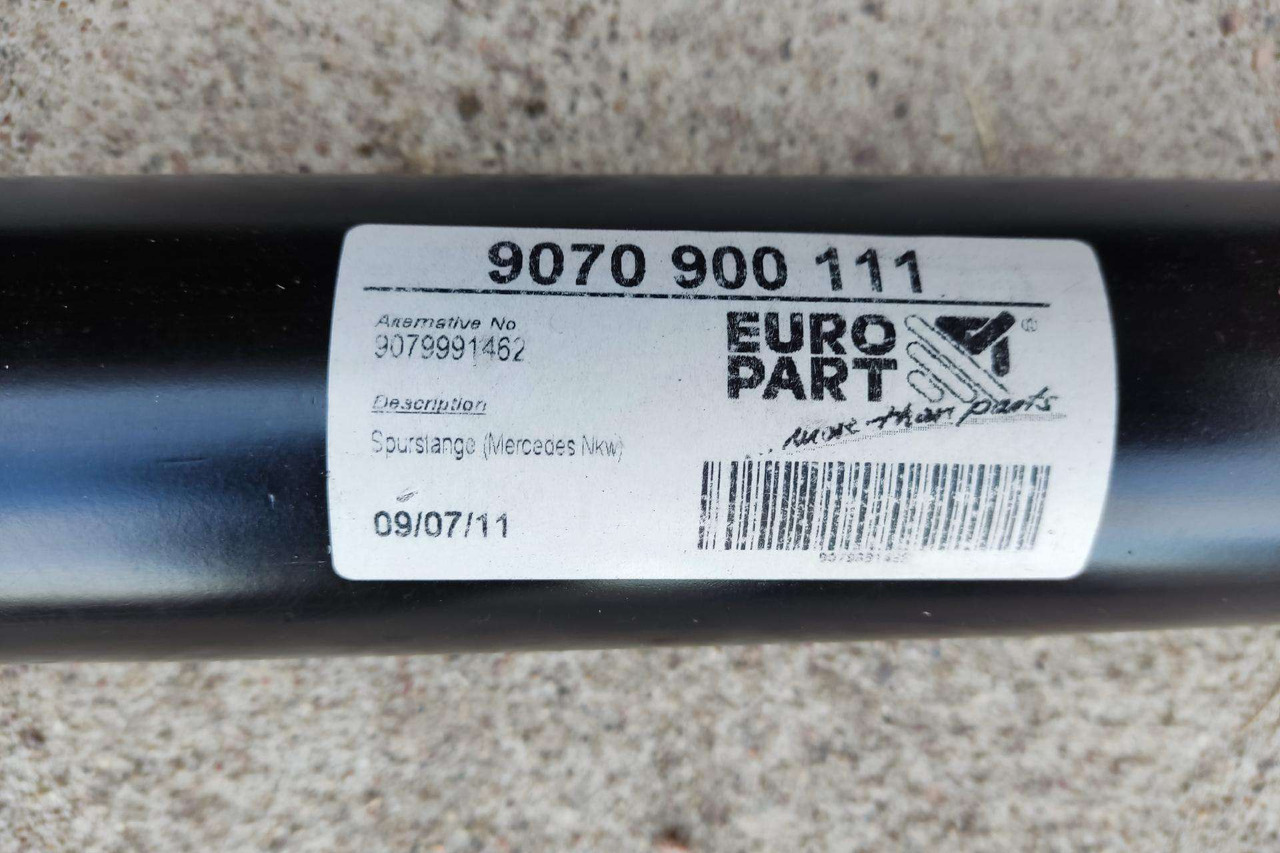 9070 900 111
Alternative No
9079991462
EURO
PART
®
...more than parts
Description
Spurstange (Mercedes Nkw)
09/07/11